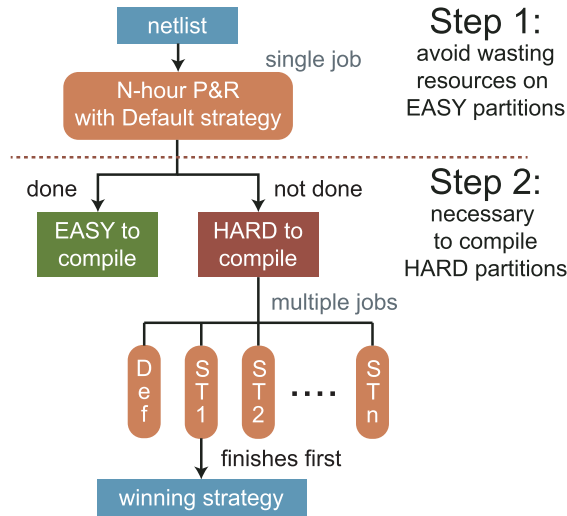 netlist
single job
N-hour P&R
with Default strategy
Step 1:
avoid wasting
resources on
EASY partitions
done
not done
EASY to
compile
HARD to
compile
Step 2:
necessary
to compile
HARD partitions
multiple jobs
Def
ST1
ST2
....
STn
finishes first
winning strategy